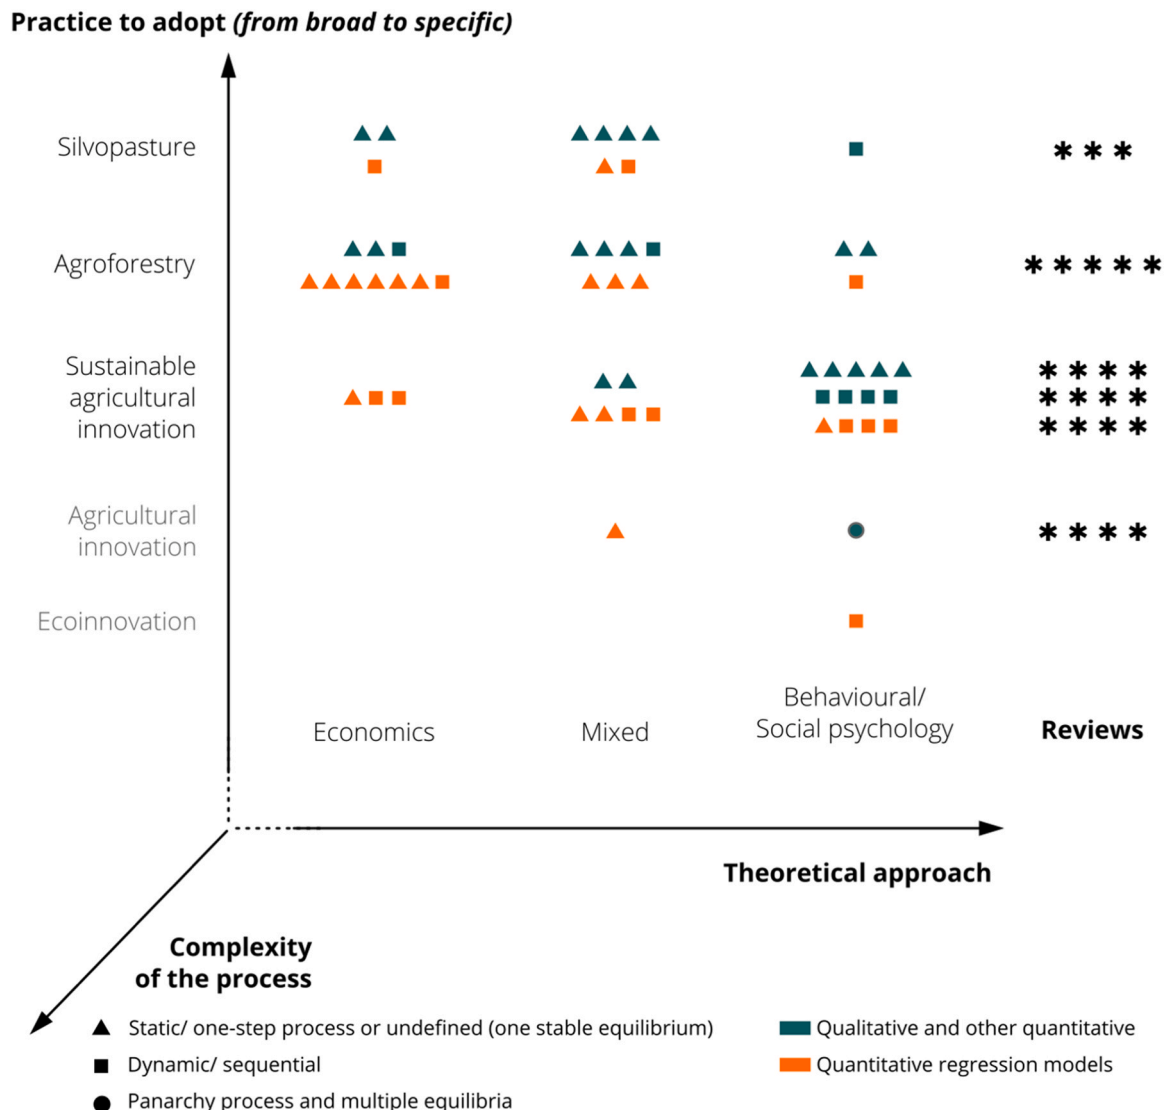 Practice to adopt (from broad to specific)
Silvopasture
Agroforestry
Sustainable
agricultural
innovation
Agricultural
innovation
Ecoinnovation
Economics
Mixed
Behavioural/
Social psychology
Reviews
Theoretical approach
Complexity
of the process
Static/ one-step process or undefined (one stable equilibrium)
Dynamic/ sequential
Panarchy process and multiple equilibria
Qualitative and other quantitative
Quantitative regression models